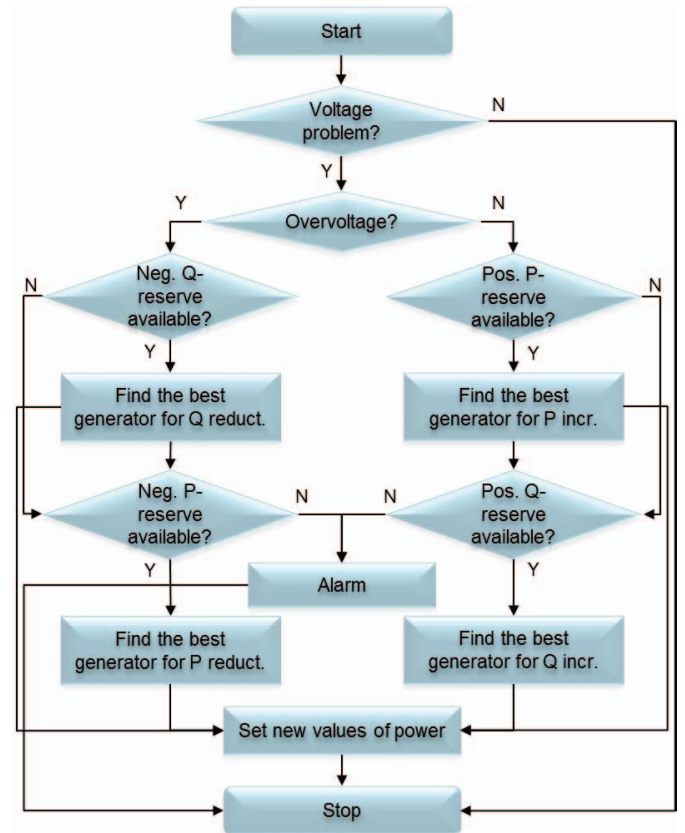 Start
Voltage
problem?
N
Y
Y
Overvoltage?
N
N
Neg. Q-
reserve
available?
Pos. P-
reserve
available?
N
Y
Y
Find the best
generator for Q reduct.
Find the best
generator for P incr.
Neg. P-
reserve
available?
N
N
Pos. Q-
reserve
available?
Y
Alarm
Y
Find the best
generator for P reduct.
Find the best
generator for Q incr.
Set new values of power
Stop